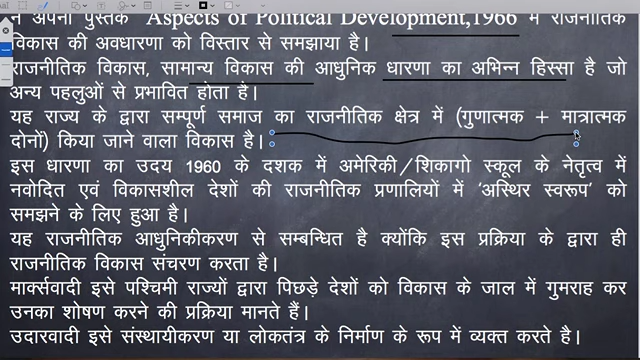 ने अपनी पुस्तक Aspects of Political Development,1966 में राजनीतिक
विकास की अवधारणा को विस्तार से समझाया है।
राजनीतिक विकास, सामान्य विकास की आधुनिक धारणा का अभिन्न हिस्सा है जो
अन्य पहलुओं से प्रभावित होता है।
यह राज्य के द्वारा सम्पूर्ण समाज का राजनीतिक क्षेत्र में (गुणात्मक + मात्रात्मक
दोनों) किया जाने वाला विकास है।
इस धारणा का उदय 1960 के दशक में अमेरिकी/शिकागो स्कूल के नेतृत्व में
नवोदित एवं विकासशील देशों की राजनीतिक प्रणालियों में 'अस्थिर स्वरूप' को
समझने के लिए हुआ है।
यह राजनीतिक आधुनिकीकरण से सम्बन्धित है क्योंकि इस प्रक्रिया के द्वारा ही
राजनीतिक विकास संचरण करता है।
मार्क्सवादी इसे पश्चिमी राज्यों द्वारा पिछड़े देशों को विकास के जाल में गुमराह कर
उनका शोषण करने की प्रक्रिया मानते हैं।
उदारवादी इसे संस्थायीकरण या लोकतंत्र के निर्माण के रूप में व्यक्त करते है।